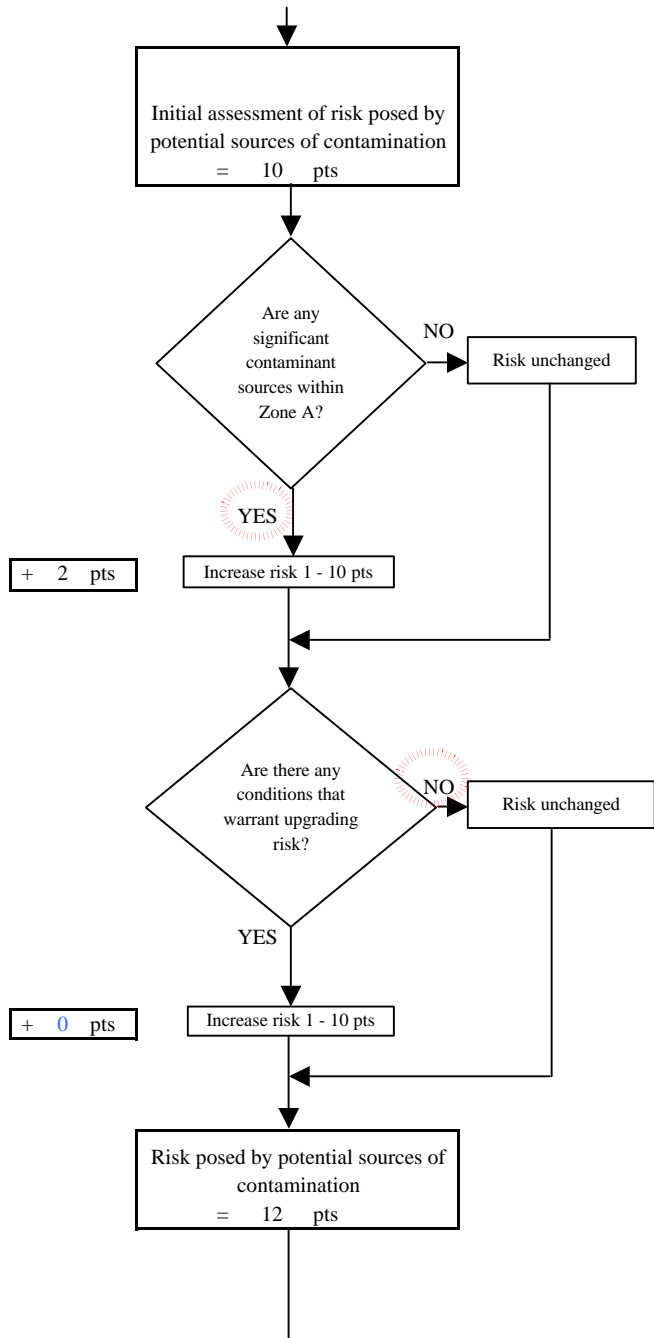 Initial assessment of risk posed by
potential sources of contamination
= 10 pts
Are any
significant
contaminant
sources within
Zone A?
NO
Risk unchanged
YES
+ 2 pts
Increase risk 1 - 10 pts
Are there any
conditions that
warrant upgrading
risk?
NO
Risk unchanged
YES
+ 0 pts
Increase risk 1 - 10 pts
Risk posed by potential sources of
contamination
= 12 pts